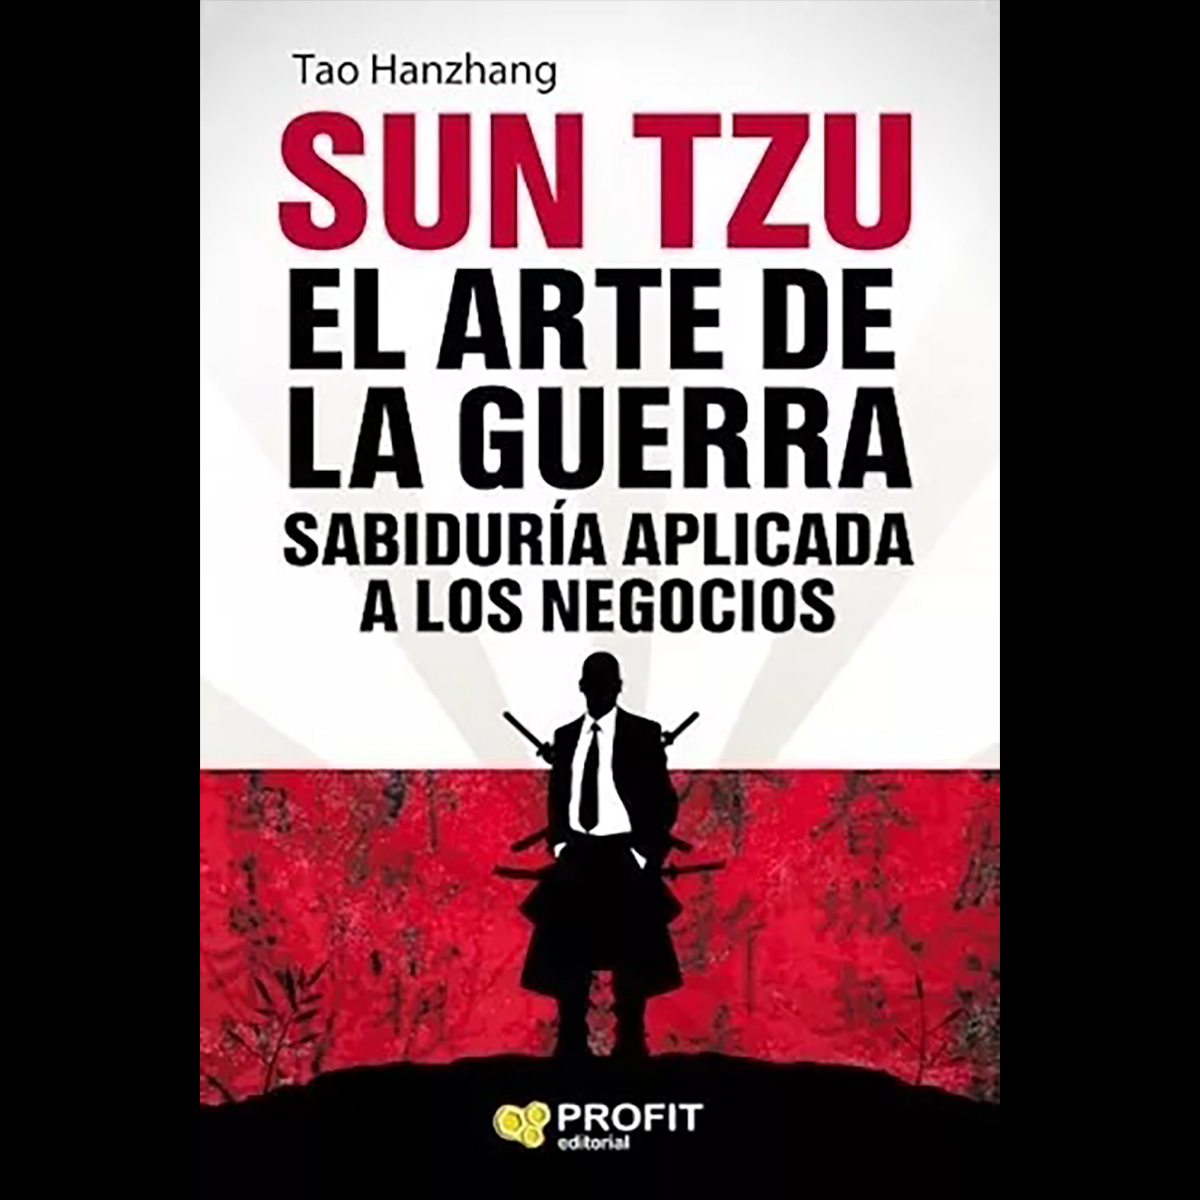 Tao Hanzhang
SUN TZU
EL ARTE DE
LA GUERRA
SABIDURÍA APLICADA
A LOS NEGOCIOS
PROFIT
editorial